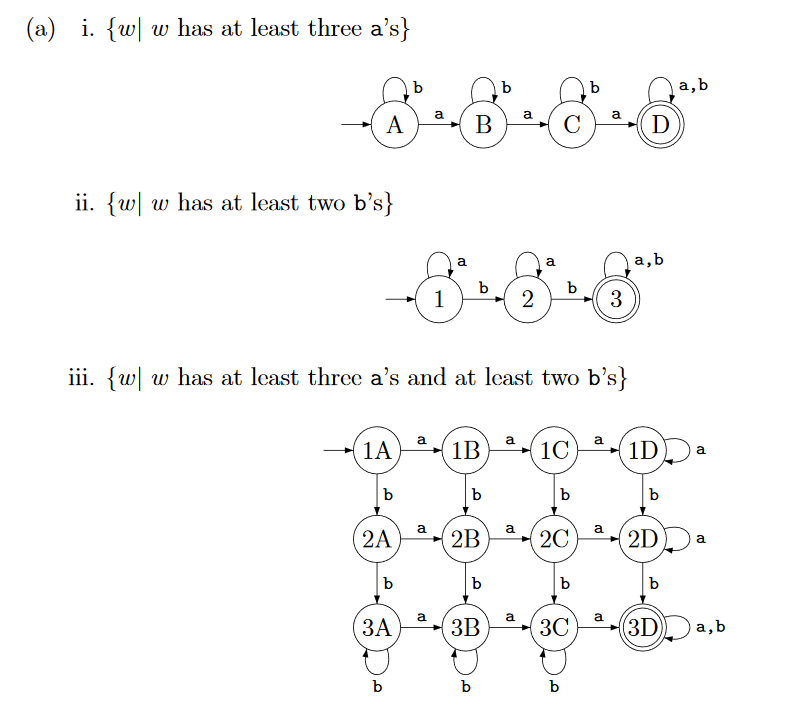 (a) i. {w| w has at least three a's}
b b b a,b
A a B a C a D
ii. {w| w has at least two b's}
a a a,b
1 b 2 b 3
iii. {w| w has at least three a's and at least two b's}
1A a 1B a 1C a 1D a
b b b b
2A a 2B a 2C a 2D a
b b b b
3A a 3B a 3C a 3D a,b
b b b